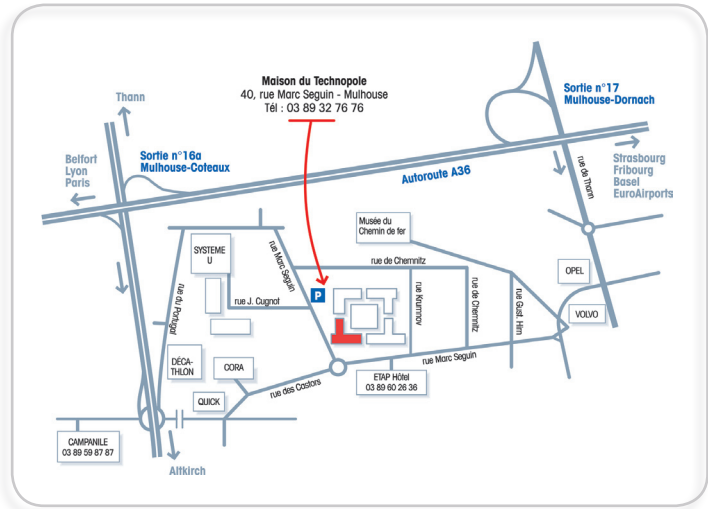 Maison du Technopole
40, rue Marc Seguin - Mulhouse
Tél : 03 89 32 76 76
Thann
Sortie n°17
Mulhouse-Dornach
Belfort
Lyon
Paris
Sortie n°16a
Mulhouse-Coteaux
Autoroute A36
rue de Thann
Strasbourg
Fribourg
Basel
EuroAirports
Musée du
Chemin de fer
SYSTEME
U
rue Marc Seguin
rue de Chemnitz
OPEL
rue du Portugal
rue J. Cugnot
P
rue Krumnov
rue de Chemnitz
rue Gust. Hirn
VOLVO
DÉCA-
THLON
CORA
rue Marc Seguin
ETAP Hôtel
03 89 60 26 36
rue des Castors
QUICK
CAMPANILE
03 89 59 87 87
Altkirch